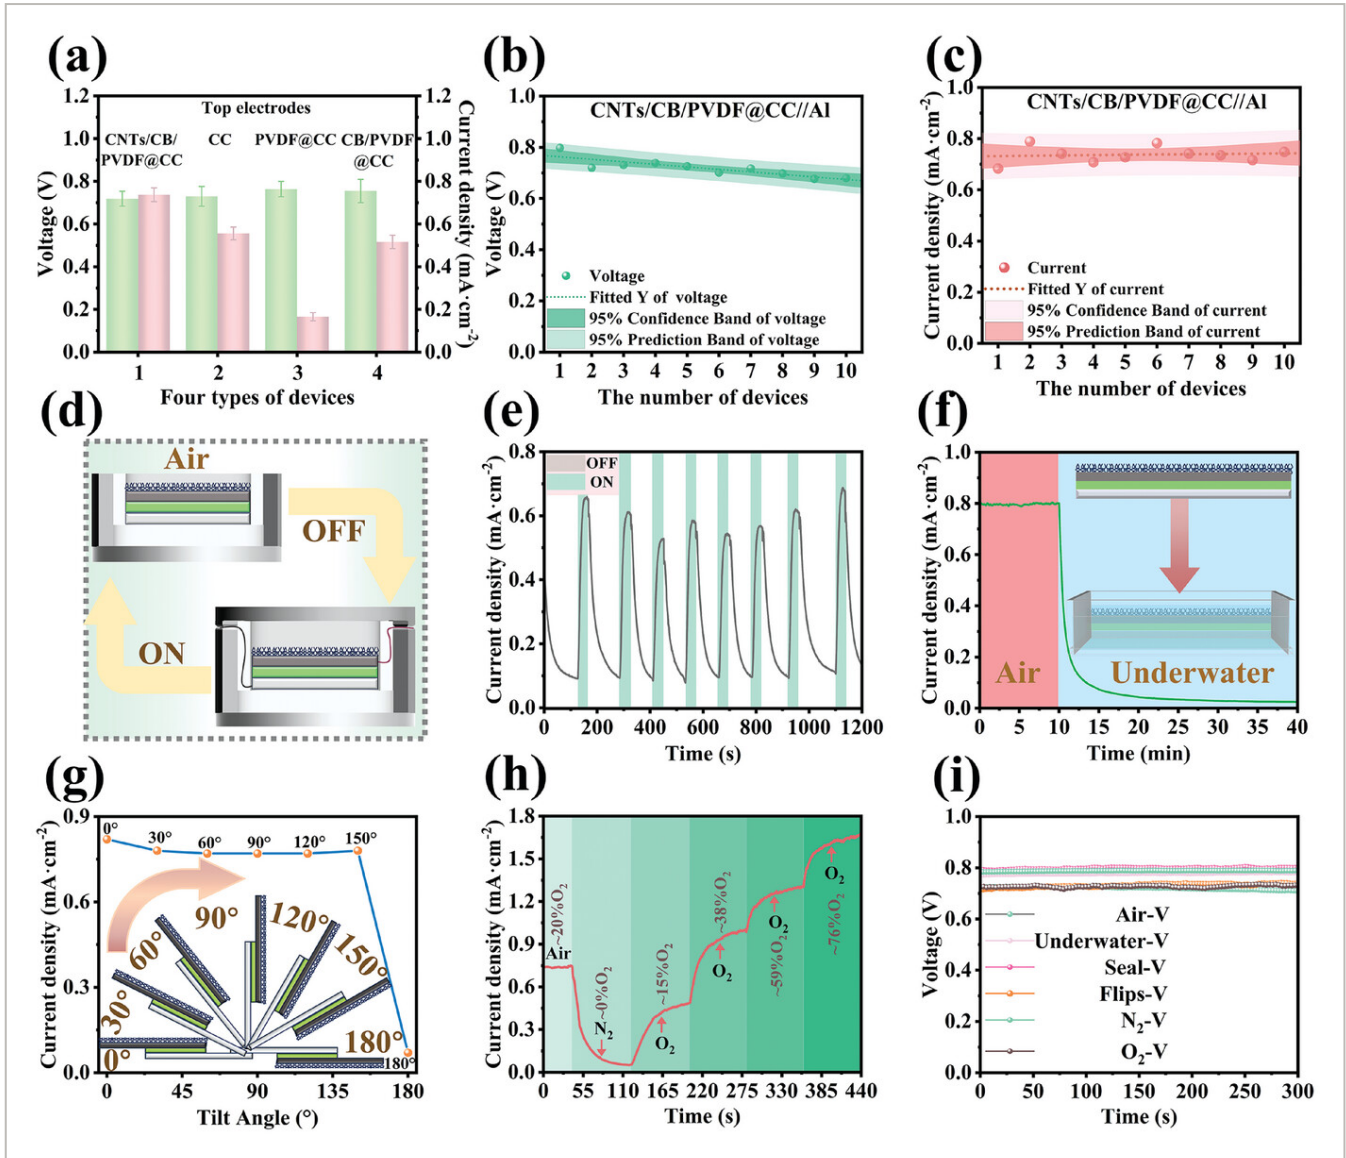 (a)
1.2
1.0
0.8
0.6
0.4
0.2
0.0
Voltage (V)
Top electrodes
CNTs/CB/
PVDF@CC
CC
PVDF@CC
CB/PVDF
@CC
1.2
1.0
0.8
0.6
0.4
0.2
0.0
Current density (mA·cm⁻²)
1 2 3 4
Four types of devices
(b)
CNTs/CB/PVDF@CC//Al
1.0
0.8
0.6
0.4
0.2
0.0
Voltage (V)
Voltage
Fitted Y of voltage
95% Confidence Band of voltage
95% Prediction Band of voltage
1 2 3 4 5 6 7 8 9 10
The number of devices
(c)
CNTs/CB/PVDF@CC//Al
1.0
0.8
0.6
0.4
0.2
0.0
Current density (mA·cm⁻²)
Current
Fitted Y of current
95% Confidence Band of current
95% Prediction Band of current
1 2 3 4 5 6 7 8 9 10
The number of devices
(d)
Air
OFF
ON
(e)
0.8
0.6
0.4
0.2
0.0
Current density (mA·cm⁻²)
OFF
ON
0 200 400 600 800 1000 1200
Time (s)
(f)
1.0
0.8
0.6
0.4
0.2
0.0
Current density (mA·cm⁻²)
Air
Underwater
0 5 10 15 20 25 30 35 40
Time (min)
(g)
0.9
0.6
0.3
0.0
Current density (mA·cm⁻²)
0° 30° 60° 90° 120° 150°
180°
0°
30°
60°
90°
120°
150°
180°
0 45 90 135 180
Tilt Angle (°)
(h)
1.8
1.5
1.2
0.9
0.6
0.3
0.0
Current density (mA·cm⁻²)
~20%O₂
Air
~0%O₂
N₂
~15%O₂
O₂
~38%O₂
O₂
~59%O₂
O₂
~76%O₂
O₂
0 55 110 165 220 275 330 385 440
Time (s)
(i)
1.0
0.8
0.6
0.4
0.2
0.0
Voltage (V)
Air-V
Underwater-V
Seal-V
Flips-V
N₂-V
O₂-V
0 50 100 150 200 250 300
Time (s)